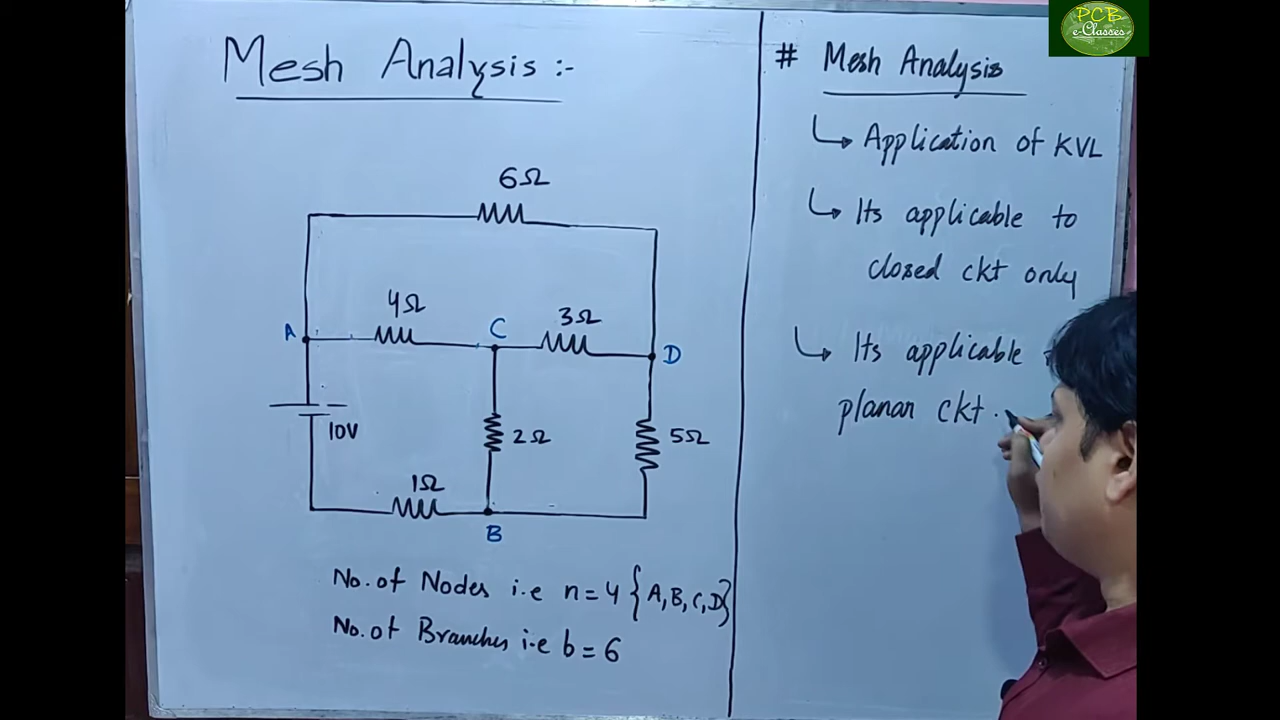 PCB
e-Classes
Mesh Analysis :-
6Ω
4Ω
3Ω
A
C
D
10V
2Ω
5Ω
1Ω
B
No. of Nodes i.e n = 4 {A, B, C, D}
No. of Branches i.e b = 6
# Mesh Analysis
↳ Application of KVL
↳ Its applicable to
closed ckt only
↳ Its applicable
planar ckt.